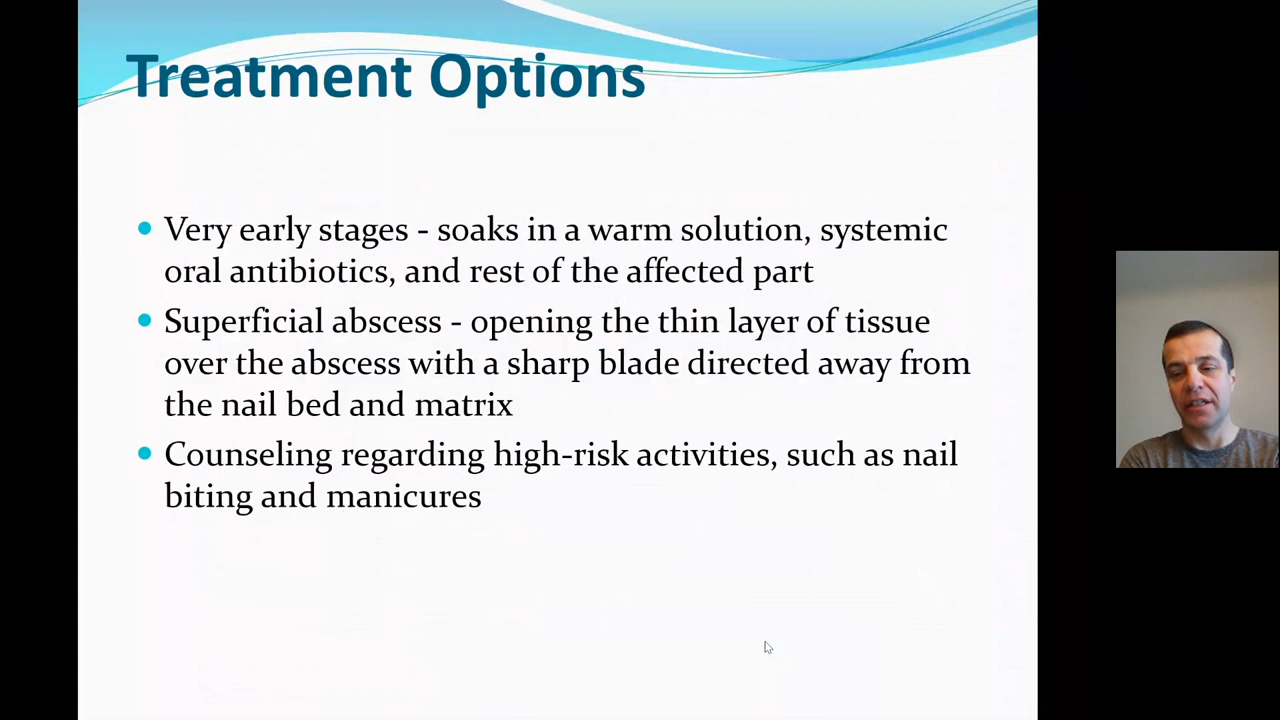 Treatment Options
• Very early stages - soaks in a warm solution, systemic
oral antibiotics, and rest of the affected part
• Superficial abscess - opening the thin layer of tissue
over the abscess with a sharp blade directed away from
the nail bed and matrix
• Counseling regarding high-risk activities, such as nail
biting and manicures